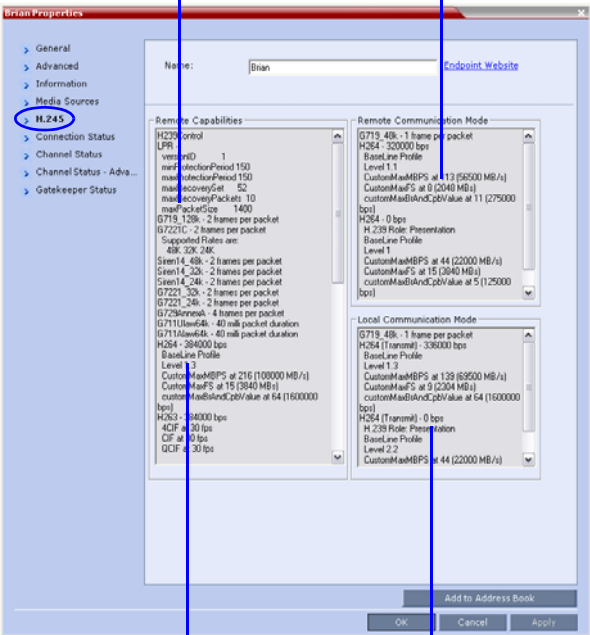 Brian Properties
General
Advanced
Information
Media Sources
H.245
Connection Status
Channel Status
Channel Status - Adva...
Gatekeeper Status
Name:
Brian
Endpoint Website
Remote Capabilities
H239Control
LPR -
versionID 1
minProtectionPeriod 150
maxProtectionPeriod 150
maxRecoverySet 52
maxRecoveryPackets 10
maxPacketSize 1400
G719_128k - 2 frames per packet
G7221C - 2 frames per packet
Supported Rates are:
48K 32K 24K
Siren14_48k - 2 frames per packet
Siren14_32k - 2 frames per packet
Siren14_24k - 2 frames per packet
G7221_32k - 2 frames per packet
G7221_24k - 2 frames per packet
G729AnnexA - 4 frames per packet
G711Ulaw64k - 40 milli packet duration
G711Alaw64k - 40 milli packet duration
H264 - 384000 bps
BaseLine Profile
Level 1.3
CustomMaxMBPS at 216 (108000 MB/s)
CustomMaxFS at 15 (3840 MBs)
customMaxBrAndCpbValue at 64 (1600000
bps)
H263 - 384000 bps
4CIF at 30 fps
CIF at 30 fps
QCIF at 30 fps
Remote Communication Mode
G719_48k - 1 frame per packet
H264 - 320000 bps
BaseLine Profile
Level 1.1
CustomMaxMBPS at 113 (56500 MB/s)
CustomMaxFS at 8 (2048 MBs)
customMaxBrAndCpbValue at 11 (275000
bps)
H264 - 0 bps
H.239 Role: Presentation
BaseLine Profile
Level 1
CustomMaxMBPS at 44 (22000 MB/s)
CustomMaxFS at 15 (3840 MBs)
customMaxBrAndCpbValue at 5 (125000
bps)
Local Communication Mode
G719_48k - 1 frame per packet
H264 (Transmit) - 336000 bps
BaseLine Profile
Level 1.3
CustomMaxMBPS at 139 (69500 MB/s)
CustomMaxFS at 9 (2304 MBs)
customMaxBrAndCpbValue at 64 (1600000
bps)
H264 (Transmit) - 0 bps
H.239 Role: Presentation
BaseLine Profile
Level 2.2
CustomMaxMBPS at 44 (22000 MB/s)
Add to Address Book
OK
Cancel
Apply